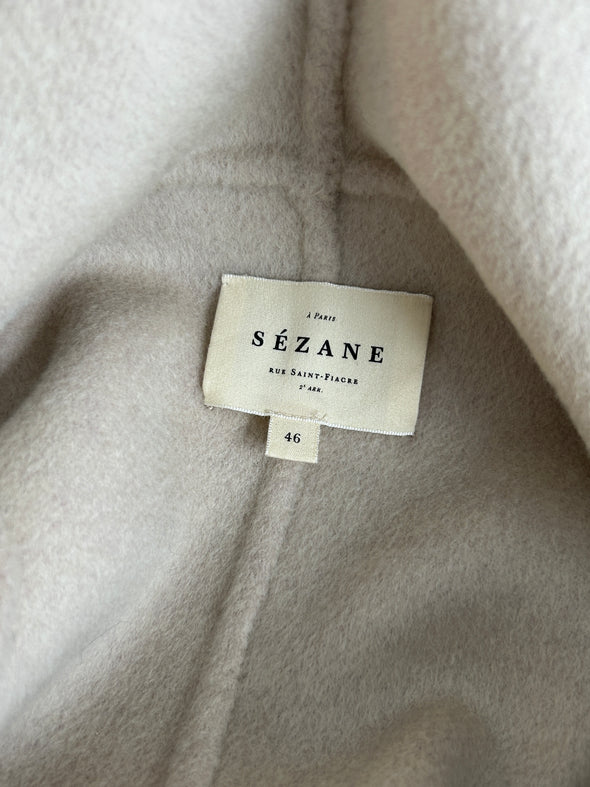 À Paris
SÉZANE
Rue Saint-Fiacre
2ᵉ Arr.
46